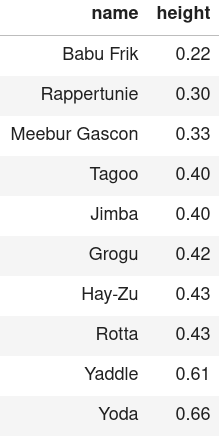 name height
Babu Frik 0.22
Rappertunie 0.30
Meebur Gascon 0.33
Tagoo 0.40
Jimba 0.40
Grogu 0.42
Hay-Zu 0.43
Rotta 0.43
Yaddle 0.61
Yoda 0.66